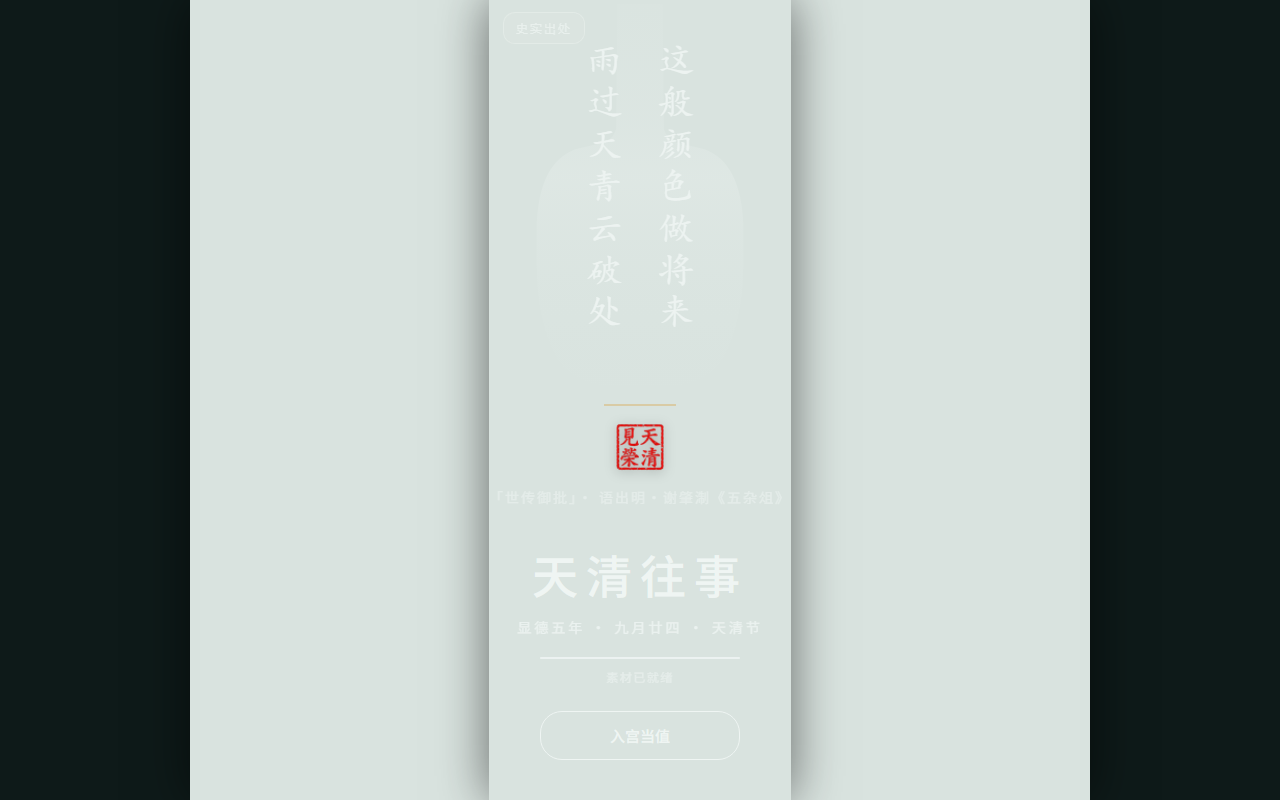 史实出处
雨过天青云破处
这般颜色做将来
天清
見榮
「世传御批」· 语出明·谢肇淛《五杂俎》
天清往事
显德五年 · 九月廿四 · 天清节
素材已就绪
入宫当值